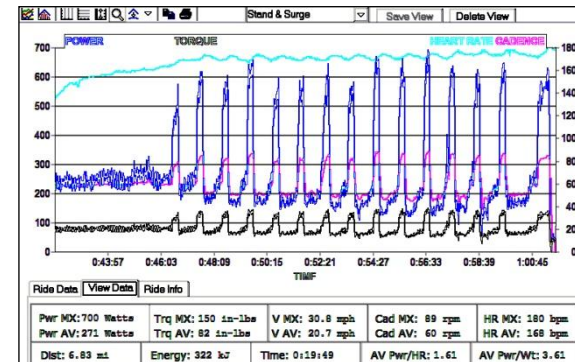 Stand & Surge
Save View
Delete View
POWER
TORQUE
HEART RATE CADENCE
700
600
500
400
300
200
100
0
180
160
140
120
100
80
60
40
20
0
0:43:57 0:46:03 0:48:09 0:50:15 0:52:21 0:54:27 0:56:33 0:58:39 1:00:45
TIME
Ride Data View Data Ride Info
Pwr MX: 700 Watts Trq MX: 150 in-lbs V MX: 30.8 mph Cad MX: 89 rpm HR MX: 180 bpm
Pwr AV: 271 Watts Trq AV: 82 in-lbs V AV: 20.7 mph Cad AV: 60 rpm HR AV: 168 bpm
Dist: 6.83 mi Energy: 322 kJ Time: 0:19:49 AV Pwr/HR: 1.61 AV Pwr/Wt: 3.61